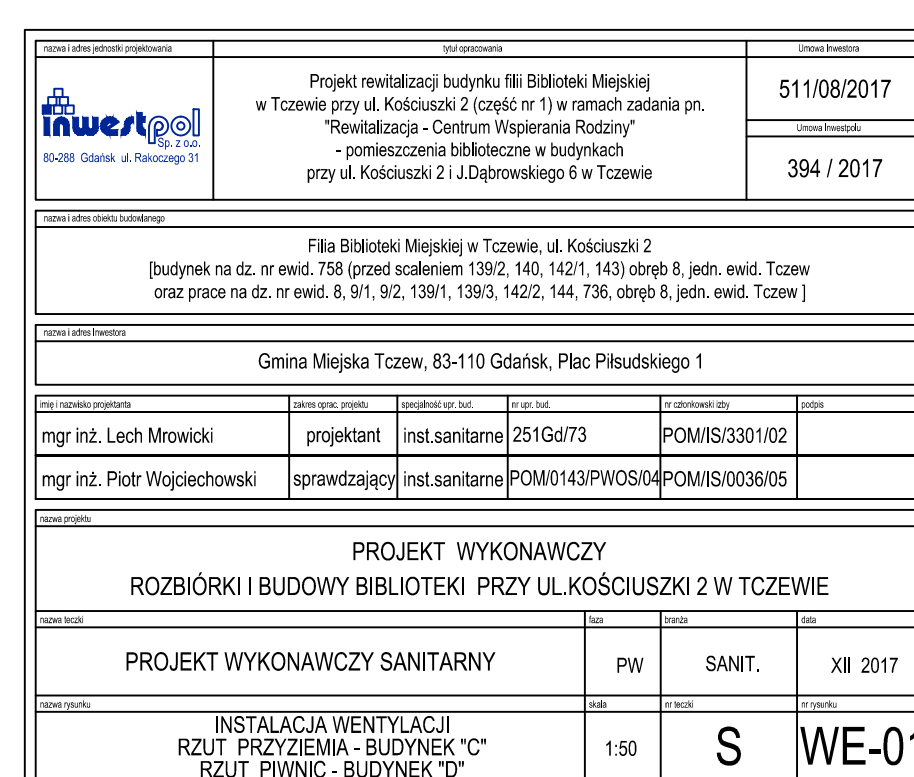 nazwa i adres jednostki projektowania
tytuł opracowania
Umowa Inwestora
inwestpol
Sp. z o.o.
80-288 Gdańsk ul. Rakoczego 31
Projekt rewitalizacji budynku filii Biblioteki Miejskiej
w Tczewie przy ul. Kościuszki 2 (część nr 1) w ramach zadania pn.
"Rewitalizacja - Centrum Wspierania Rodziny"
- pomieszczenia biblioteczne w budynkach
przy ul. Kościuszki 2 i J.Dąbrowskiego 6 w Tczewie
511/08/2017
Umowa Inwestpolu
394 / 2017
nazwa i adres obiektu budowlanego
Filia Biblioteki Miejskiej w Tczewie, ul. Kościuszki 2
[budynek na dz. nr ewid. 758 (przed scaleniem 139/2, 140, 142/1, 143) obręb 8, jedn. ewid. Tczew
oraz prace na dz. nr ewid. 8, 9/1, 9/2, 139/1, 139/3, 142/2, 144, 736, obręb 8, jedn. ewid. Tczew ]
nazwa i adres Inwestora
Gmina Miejska Tczew, 83-110 Gdańsk, Plac Piłsudskiego 1
imię i nazwisko projektanta zakres oprac. projektu specjalność upr. bud. nr upr. bud. nr członkowski izby podpis
mgr inż. Lech Mrowicki projektant inst.sanitarne 251Gd/73 POM/IS/3301/02
mgr inż. Piotr Wojciechowski sprawdzający inst.sanitarne POM/0143/PWOS/04 POM/IS/0036/05
nazwa projektu
PROJEKT WYKONAWCZY
ROZBIÓRKI I BUDOWY BIBLIOTEKI PRZY UL.KOŚCIUSZKI 2 W TCZEWIE
nazwa teczki faza branża data
PROJEKT WYKONAWCZY SANITARNY PW SANIT. XII 2017
nazwa rysunku skala nr teczki nr rysunku
INSTALACJA WENTYLACJI
RZUT PRZYZIEMIA - BUDYNEK "C"
RZUT PIWNIC - BUDYNEK "D"
1:50 S WE-01